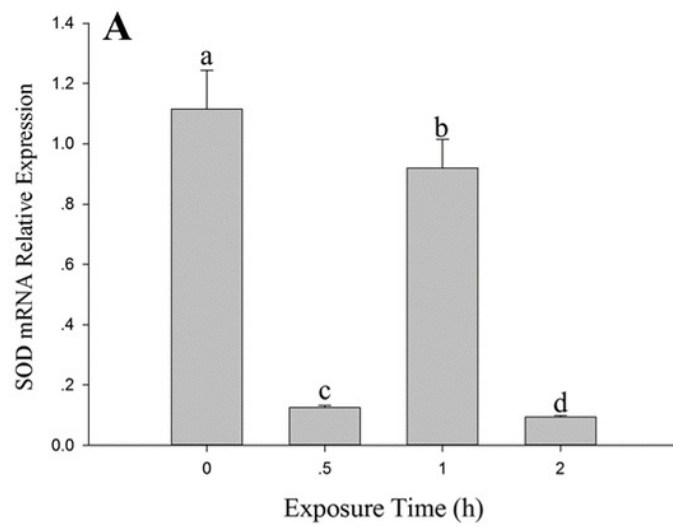 A
SOD mRNA Relative Expression
1.4
1.2
1.0
.8
.6
.4
.2
0.0
a
c
b
d
0 .5 1 2
Exposure Time (h)